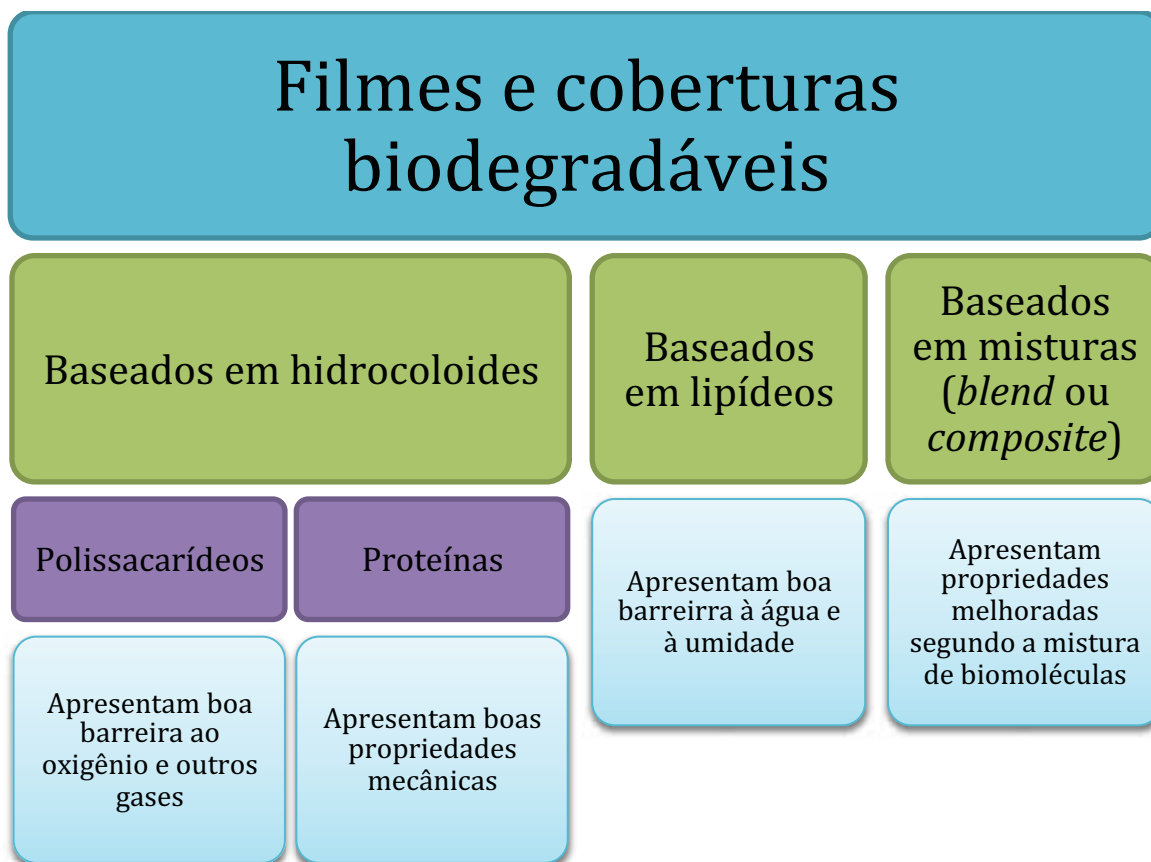 Filmes e coberturas
biodegradáveis
Baseados em hidrocoloides
Baseados
em lipídeos
Baseados
em misturas
(blend ou
composite)
Polissacarídeos
Proteínas
Apresentam boa
barreira ao
oxigênio e outros
gases
Apresentam boas
propriedades
mecânicas
Apresentam boa
barreirra à água e
à umidade
Apresentam
propriedades
melhoradas
segundo a mistura
de biomoléculas